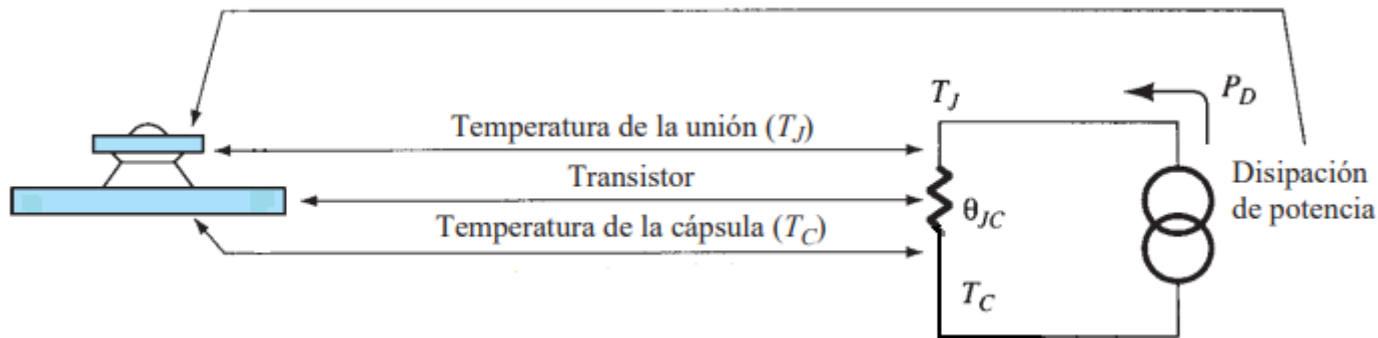 Temperatura de la unión (T_J)
Transistor
Temperatura de la cápsula (T_C)
T_J
θ_JC
T_C
P_D
Disipación
de potencia